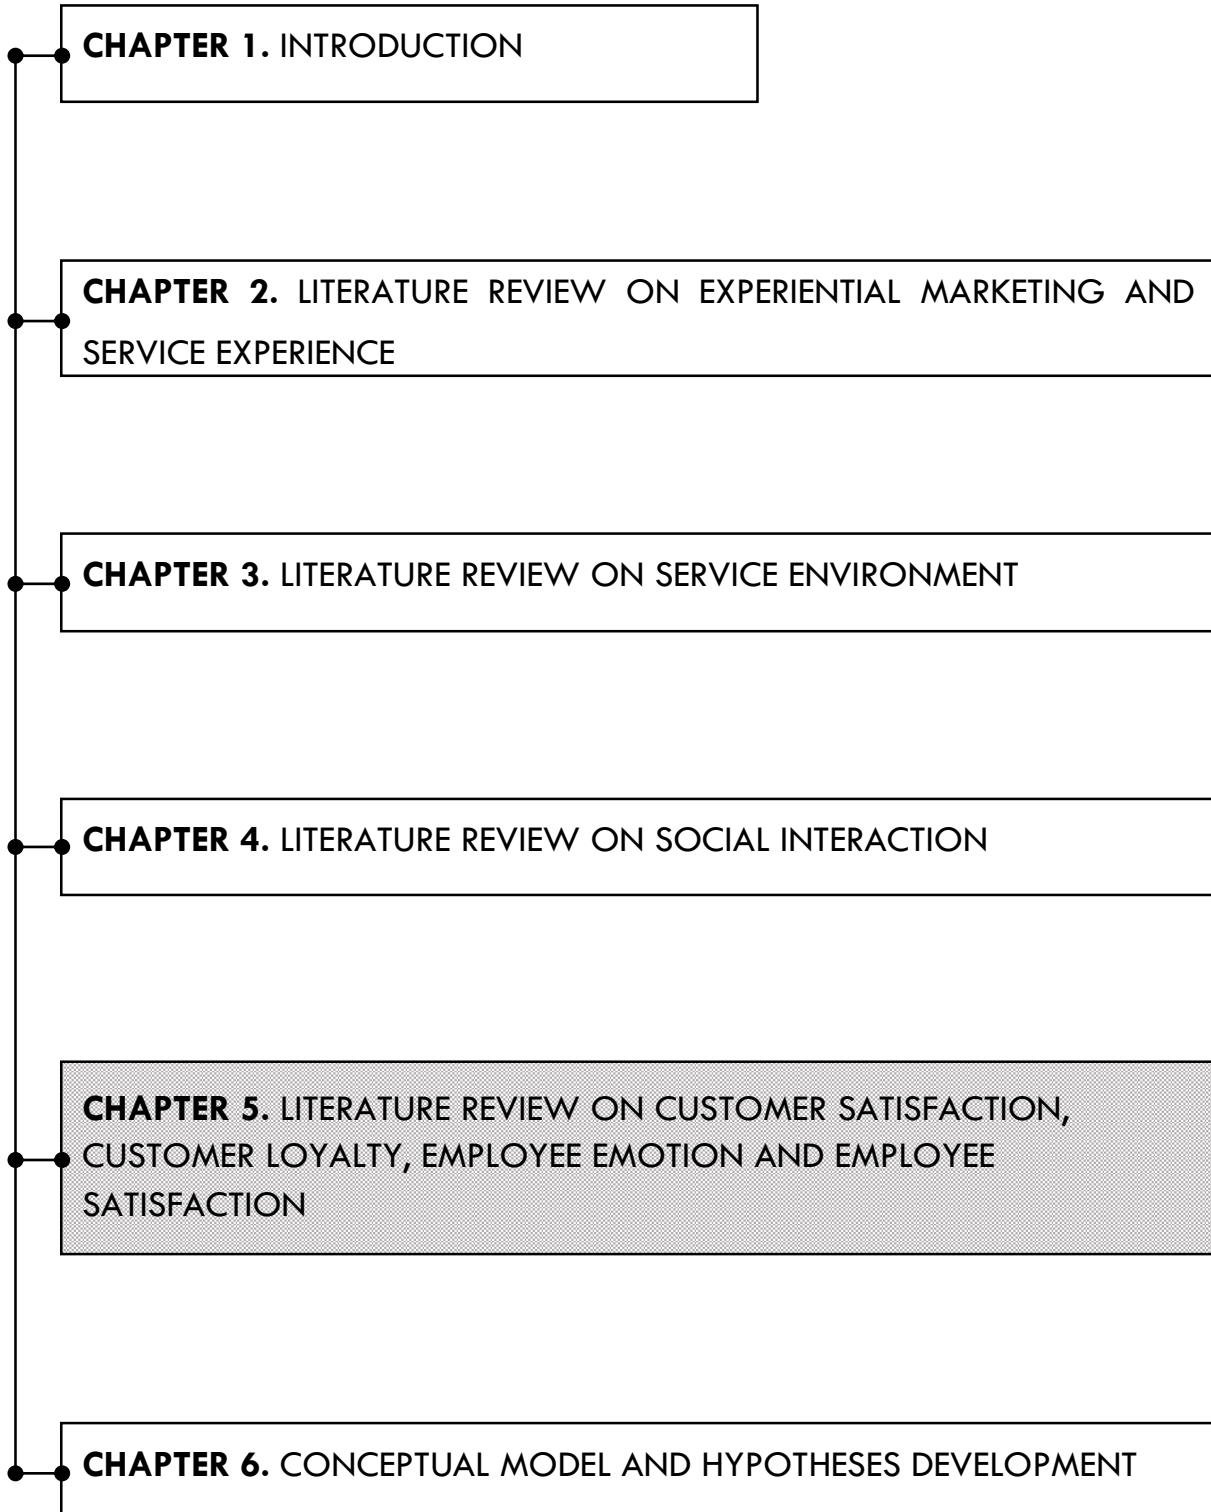 CHAPTER 1. INTRODUCTION
CHAPTER 2. LITERATURE REVIEW ON EXPERIENTIAL MARKETING AND
SERVICE EXPERIENCE
CHAPTER 3. LITERATURE REVIEW ON SERVICE ENVIRONMENT
CHAPTER 4. LITERATURE REVIEW ON SOCIAL INTERACTION
CHAPTER 5. LITERATURE REVIEW ON CUSTOMER SATISFACTION,
CUSTOMER LOYALTY, EMPLOYEE EMOTION AND EMPLOYEE
SATISFACTION
CHAPTER 6. CONCEPTUAL MODEL AND HYPOTHESES DEVELOPMENT